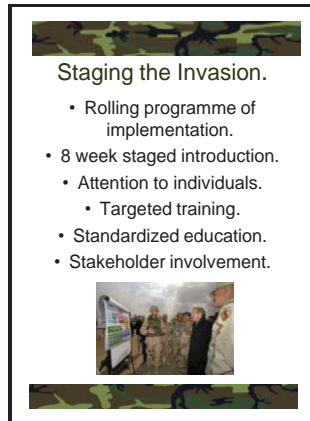 Staging the Invasion.
• Rolling programme of
implementation.
• 8 week staged introduction.
• Attention to individuals.
• Targeted training.
• Standardized education.
• Stakeholder involvement.